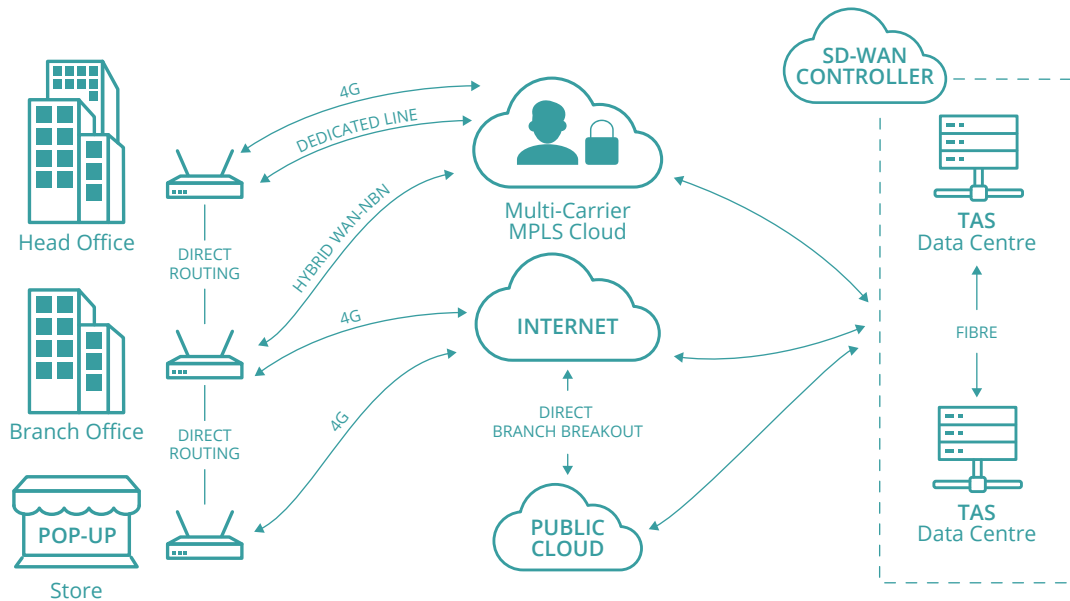 SD-WAN
CONTROLLER
4G
DEDICATED LINE
HYBRID WAN-NBN
Multi-Carrier
MPLS Cloud
TAS
Data Centre
Head Office
DIRECT
ROUTING
4G
INTERNET
FIBRE
Branch Office
DIRECT
ROUTING
4G
DIRECT
BRANCH BREAKOUT
POP-UP
Store
PUBLIC
CLOUD
TAS
Data Centre